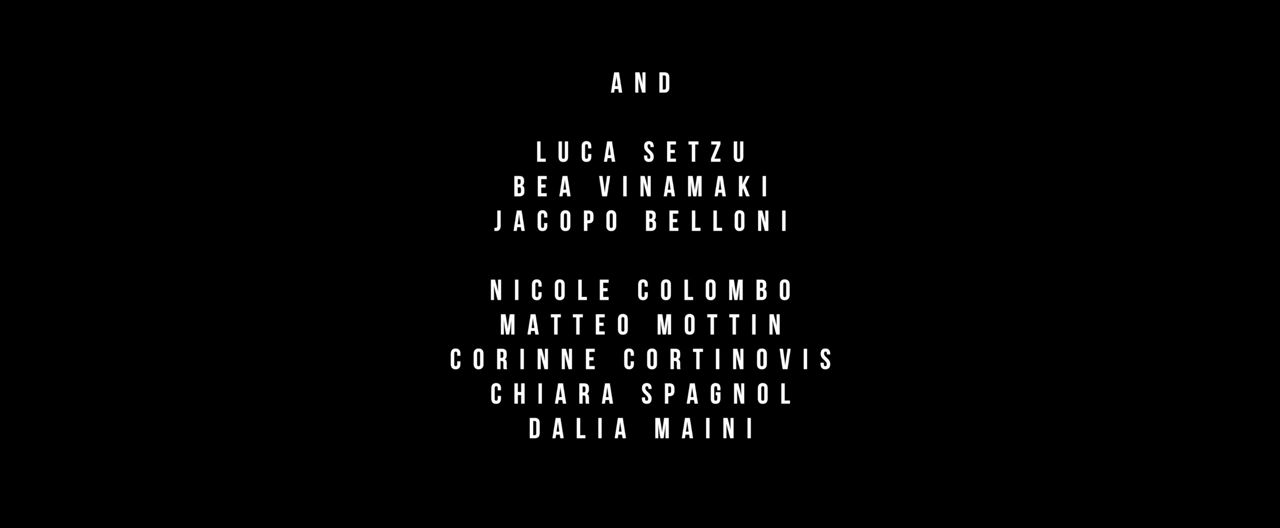 AND
LUCA SETZU
BEA VINAMAKI
JACOPO BELLONI
NICOLE COLOMBO
MATTEO MOTTIN
CORINNE CORTINOVIS
CHIARA SPAGNOL
DALIA MAINI